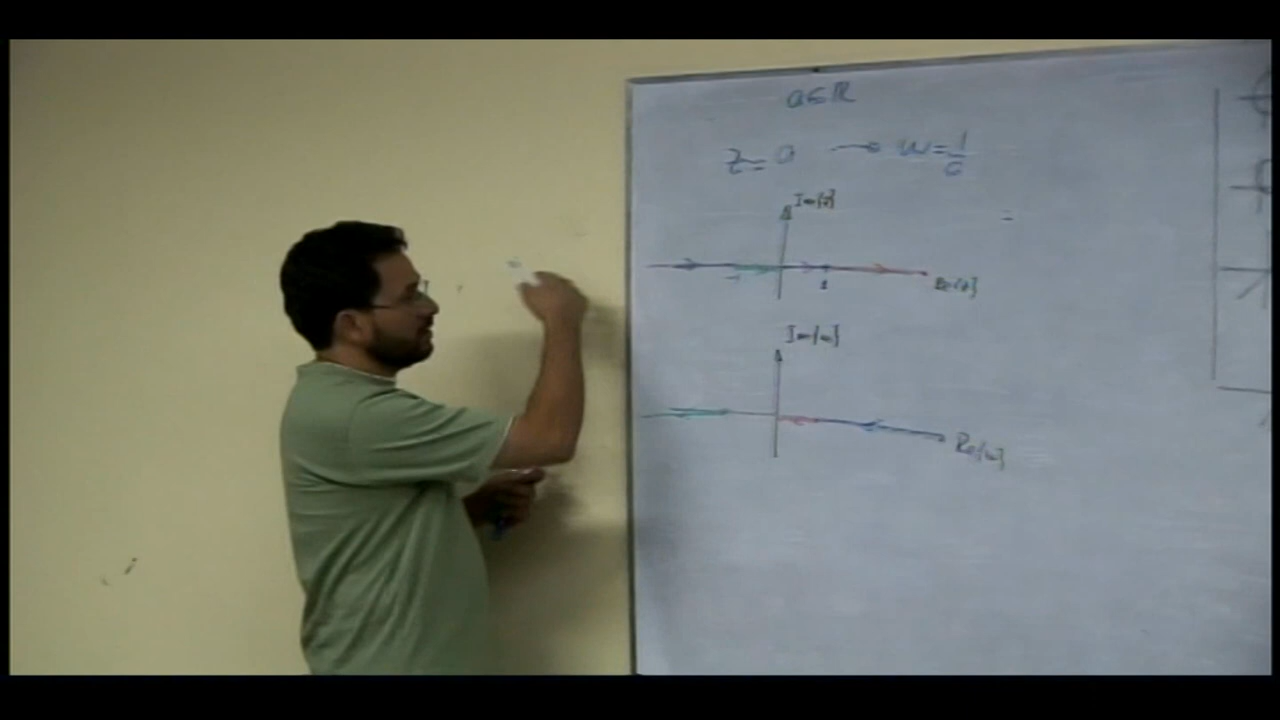 a∈ℝ
z=a → w=1/a
Im{z}
1
Re{z}
Im{w}
Re{w}